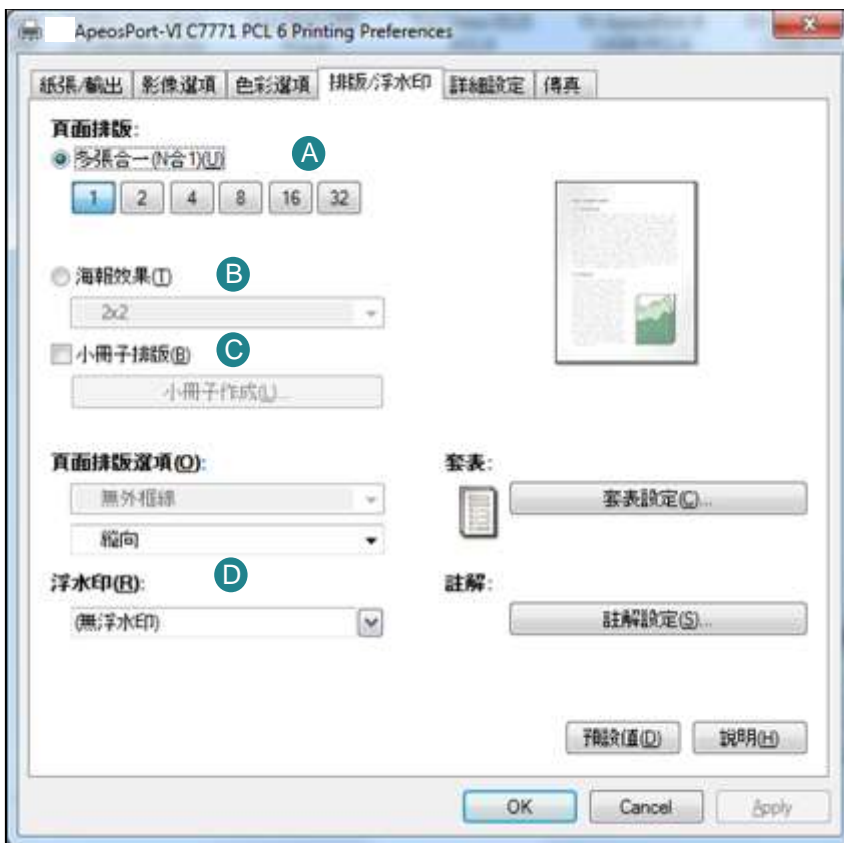 ApeosPort-VI C7771 PCL 6 Printing Preferences
紙張/輸出 影像選項 色彩選項 排版/浮水印 詳細設定 傳真
頁面排版:
多張合一(N合1)(U) A
1 2 4 8 16 32
海報效果(T) B
2x2
小冊子排版(B) C
小冊子作成(L)...
頁面排版選項(O):
無外框線
縱向
套表:
套表設定(C)...
浮水印(R): D
(無浮水印)
註解:
註解設定(S)...
預設值(D) 說明(H)
OK Cancel Apply